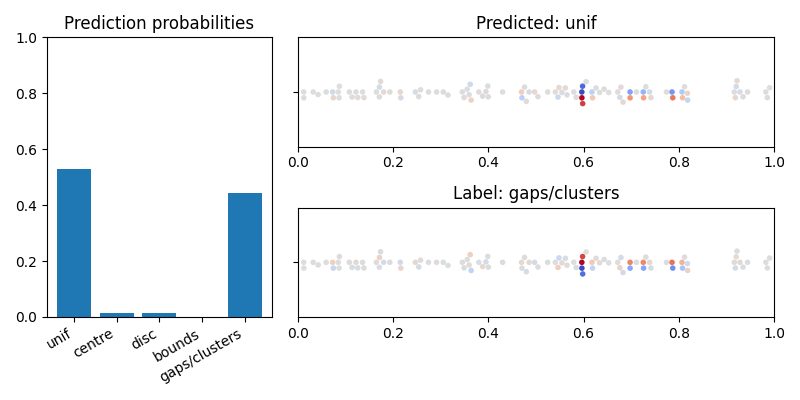 Prediction probabilities
1.0
0.8
0.6
0.4
0.2
0.0
unif
centre
disc
bounds
gaps/clusters
Predicted: unif
0.0 0.2 0.4 0.6 0.8 1.0
Label: gaps/clusters
0.0 0.2 0.4 0.6 0.8 1.0